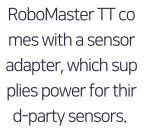 RoboMaster TT co
mes with a sensor
adapter, which sup
plies power for thir
d-party sensors.